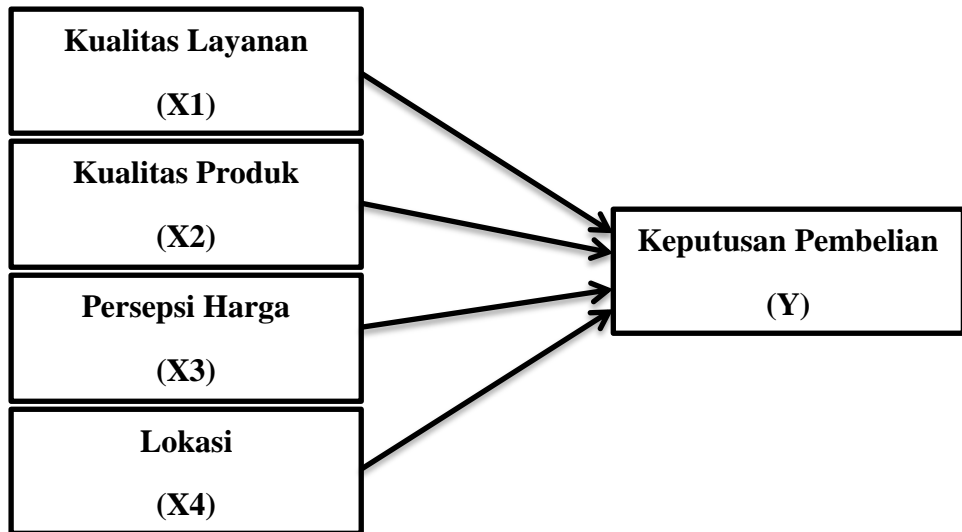 Kualitas Layanan
(X1)
Kualitas Produk
(X2)
Persepsi Harga
(X3)
Lokasi
(X4)
Keputusan Pembelian
(Y)